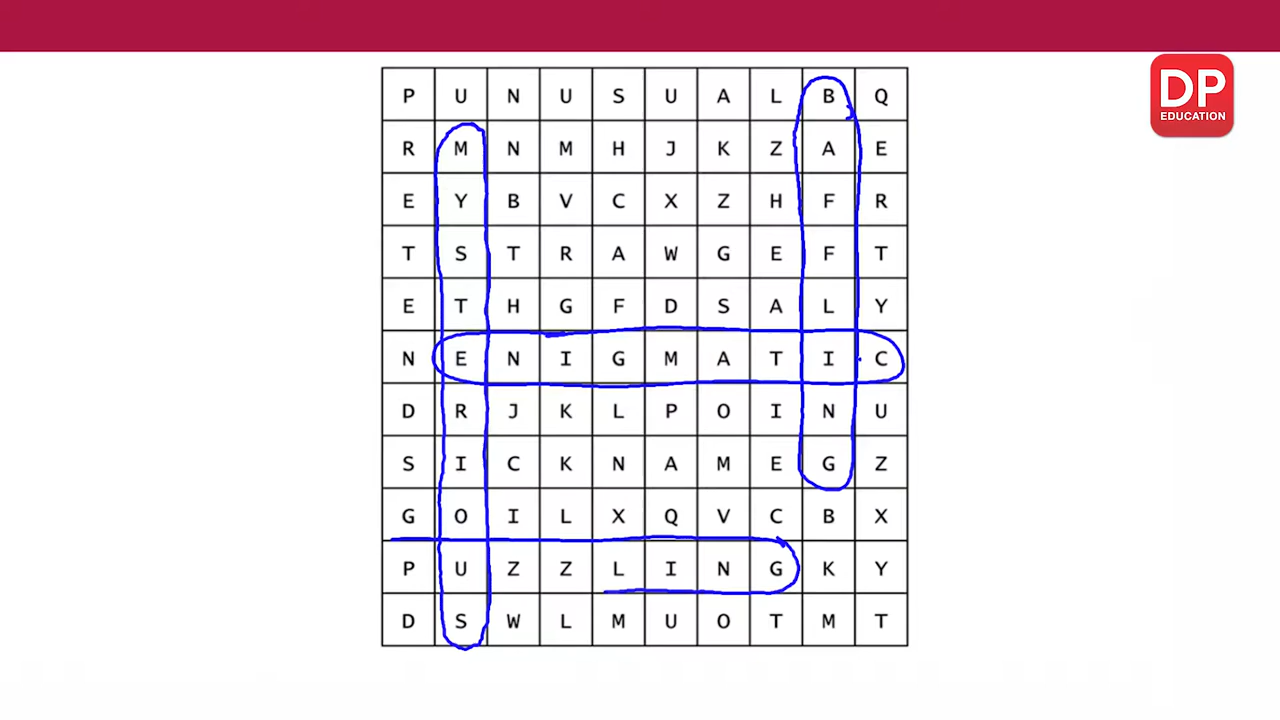 DP
EDUCATION
P U N U S U A L B Q
R M N M H J K Z A E
E Y B V C X Z H F R
T S T R A W G E F T
E T H G F D S A L Y
N E N I G M A T I C
D R J K L P O I N U
S I C K N A M E G Z
G O I L X Q V C B X
P U Z Z L I N G K Y
D S W L M U O T M T